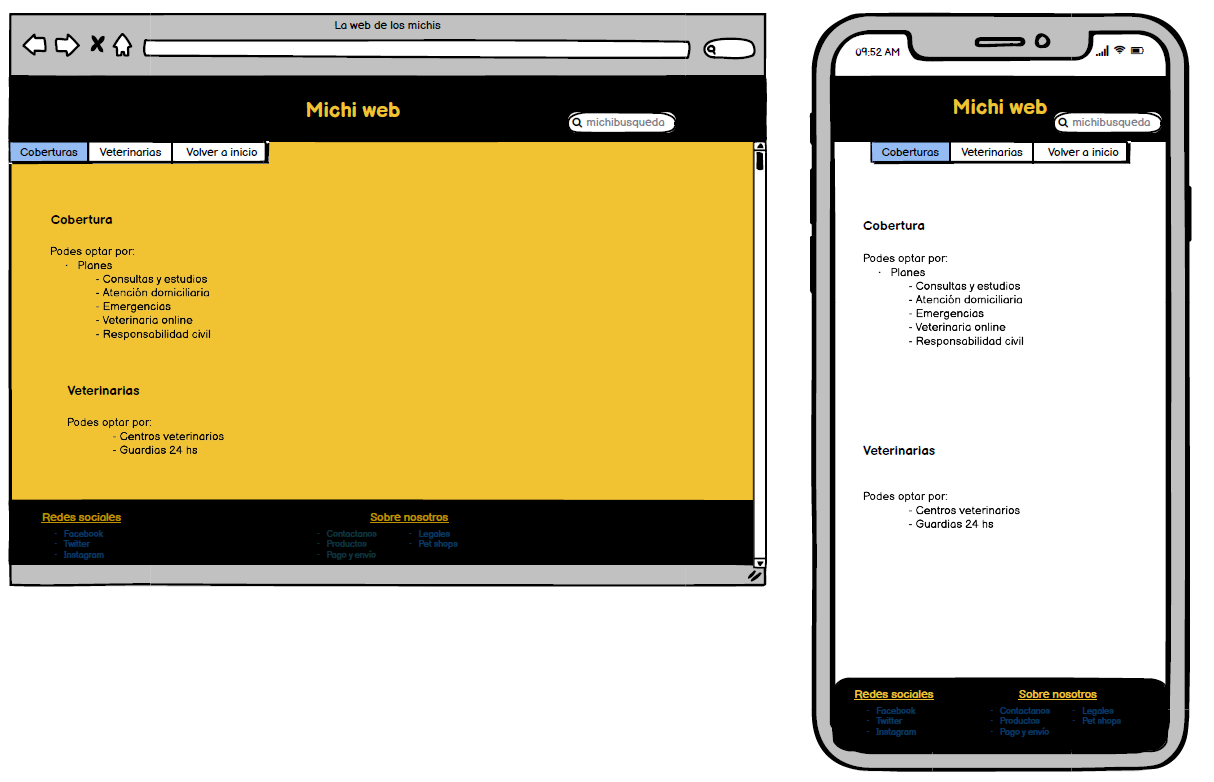 La web de los michis
Michi web
michibusqueda
Coberturas Veterinarias Volver a inicio
Cobertura
Podes optar por:
· Planes
- Consultas y estudios
- Atención domiciliaria
- Emergencias
- Veterinaria online
- Responsabilidad civil
Veterinarias
Podes optar por:
- Centros veterinarios
- Guardias 24 hs
Redes sociales Sobre nosotros
· Facebook · Contactanos · Legales
· Twitter · Productos · Pet shops
· Instagram · Pago y envío
09:52 AM
Michi web
michibusqueda
Coberturas Veterinarias Volver a inicio
Cobertura
Podes optar por:
· Planes
- Consultas y estudios
- Atención domiciliaria
- Emergencias
- Veterinaria online
- Responsabilidad civil
Veterinarias
Podes optar por:
- Centros veterinarios
- Guardias 24 hs
Redes sociales Sobre nosotros
· Facebook · Contactanos · Legales
· Twitter · Productos · Pet shops
· Instagram · Pago y envío